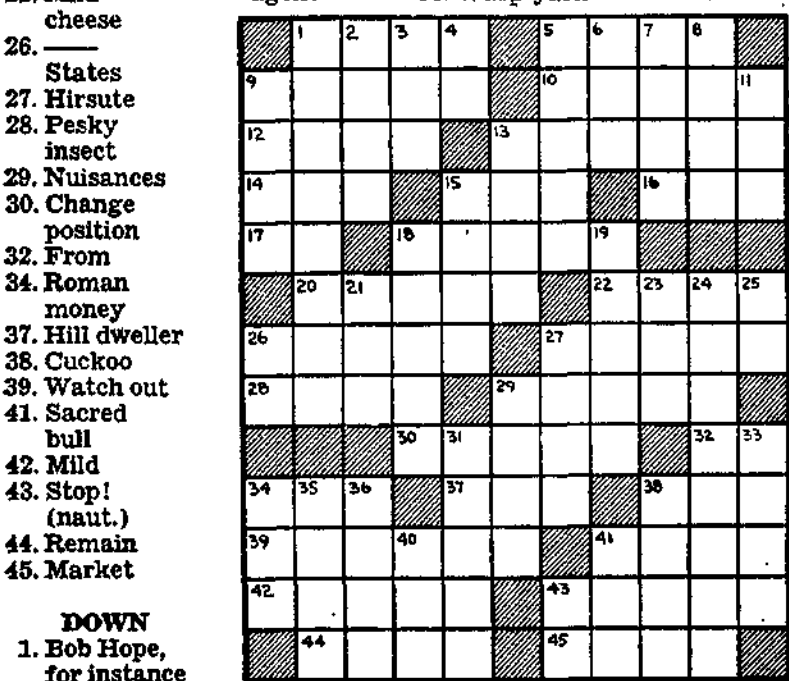 cheese
26. ——
States
27. Hirsute
28. Pesky
insect
29. Nuisances
30. Change
position
32. From
34. Roman
money
37. Hill dweller
38. Cuckoo
39. Watch out
41. Sacred
bull
42. Mild
43. Stop!
(naut.)
44. Remain
45. Market
DOWN
1. Bob Hope,
for instance
1 2 3 4 5 6 7 8
9 10 11
12 13
14 15 16
17 18 19
20 21 22 23 24 25
26 27
28 29
30 31 32 33
34 35 36 37 38
39 40 41
42 43
44 45